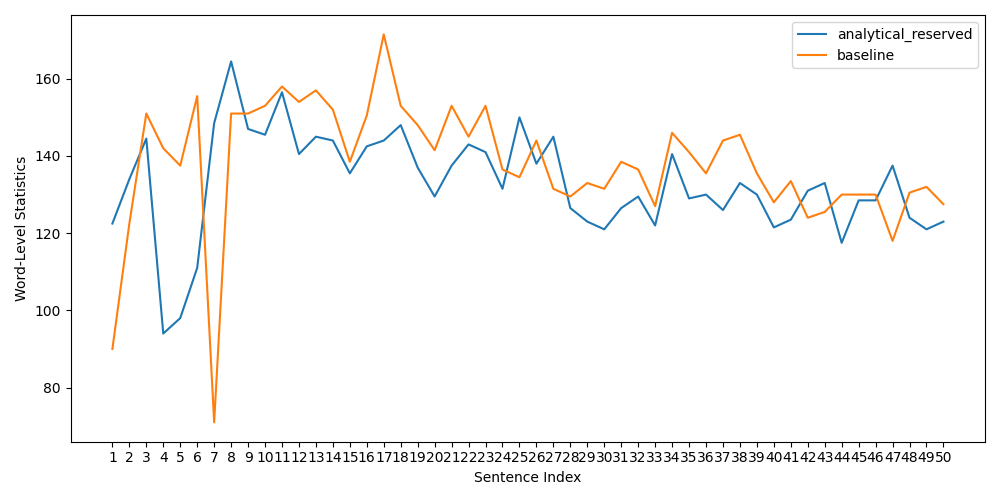 analytical_reserved
baseline
Word-Level Statistics
160
140
120
100
80
1 2 3 4 5 6 7 8 9 10 11 12 13 14 15 16 17 18 19 20 21 22 23 24 25 26 27 28 29 30 31 32 33 34 35 36 37 38 39 40 41 42 43 44 45 46 47 48 49 50
Sentence Index